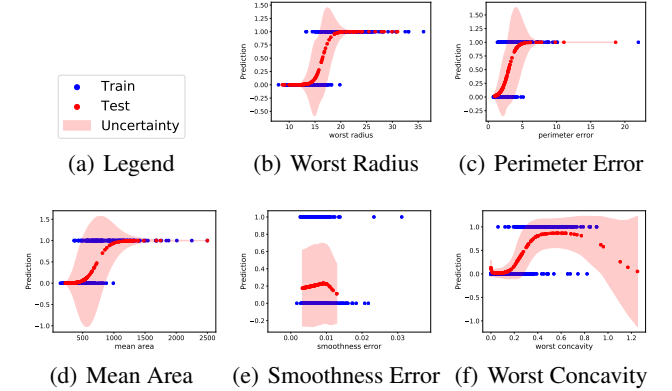 Train
Test
Uncertainty
(a) Legend
1.50
1.25
1.00
0.75
0.50
0.25
0.00
−0.25
−0.50
Prediction
10 15 20 25 30 35
worst radius
(b) Worst Radius
1.50
1.25
1.00
0.75
0.50
0.25
0.00
−0.25
Prediction
0 5 10 15 20
perimeter error
(c) Perimeter Error
1.5
1.0
0.5
0.0
−0.5
−1.0
Prediction
500 1000 1500 2000 2500
mean area
(d) Mean Area
1.0
0.8
0.6
0.4
0.2
0.0
−0.2
Prediction
0.00 0.01 0.02 0.03
smoothness error
(e) Smoothness Error
1.0
0.5
0.0
−0.5
−1.0
Prediction
0.0 0.2 0.4 0.6 0.8 1.0 1.2
worst concavity
(f) Worst Concavity